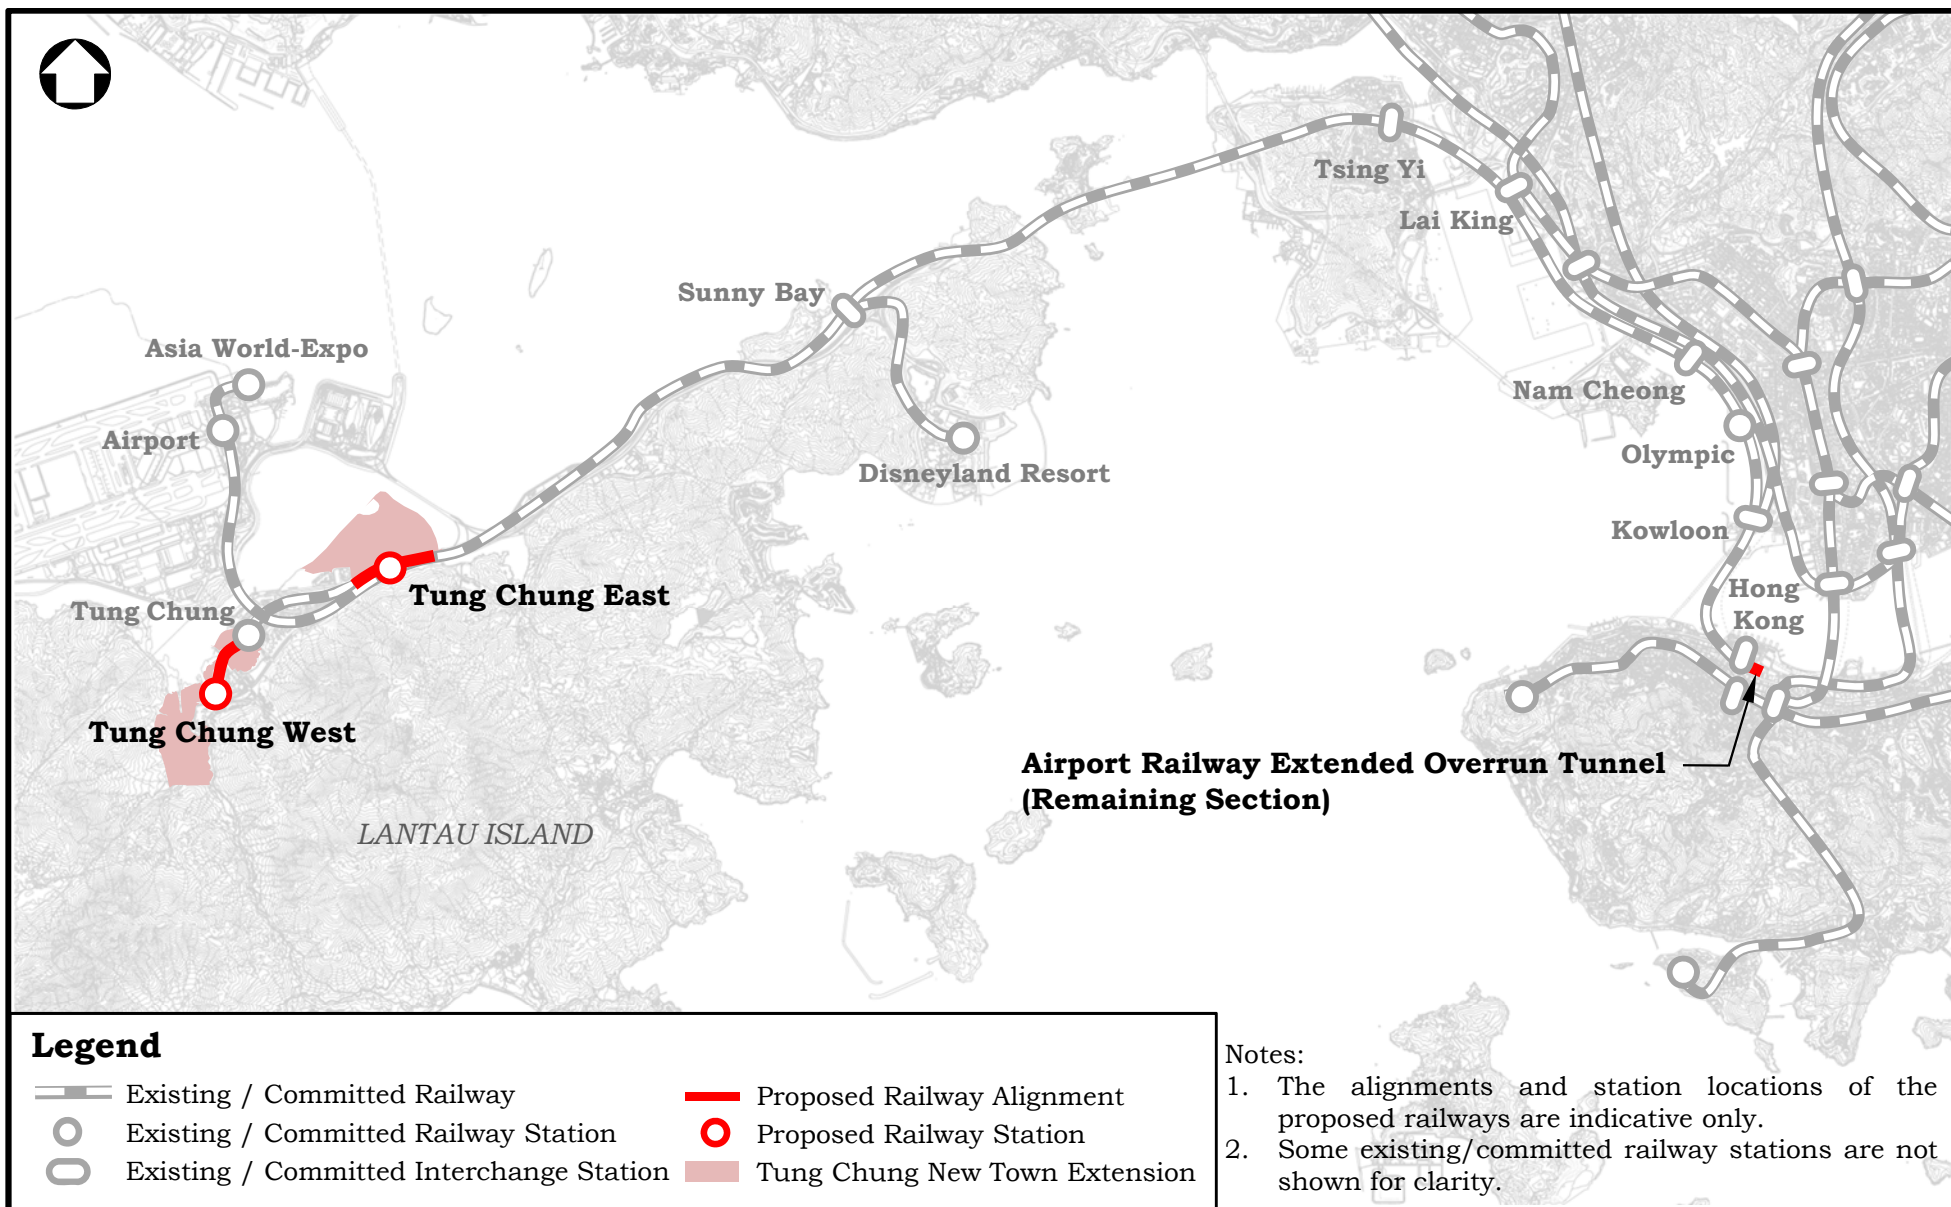 Tsing Yi
Lai King
Sunny Bay
Asia World-Expo
Nam Cheong
Airport
Olympic
Disneyland Resort
Kowloon
Tung Chung East
Tung Chung
Hong
Kong
Tung Chung West
Airport Railway Extended Overrun Tunnel
(Remaining Section)
LANTAU ISLAND
Legend
Existing / Committed Railway
Existing / Committed Railway Station
Existing / Committed Interchange Station
Proposed Railway Alignment
Proposed Railway Station
Tung Chung New Town Extension
Notes:
1. The alignments and station locations of the
proposed railways are indicative only.
2. Some existing/committed railway stations are not
shown for clarity.